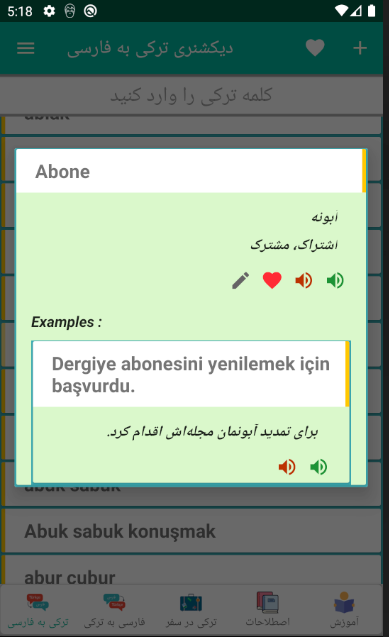 5:18
دیکشنری ترکی به فارسی
کلمه ترکی را وارد کنید
abluk
Abone
آبونه
اشتراک، مشترک
Examples :
Dergiye abonesini yenilemek için
başvurdu.
برای تمدید آبونمان مجله‌اش اقدام کرد.
abuk sabuk
Abuk sabuk konuşmak
abur cubur
ترکی به فارسی
فارسی به ترکی
ترکی در سفر
اصطلاحات
آموزش